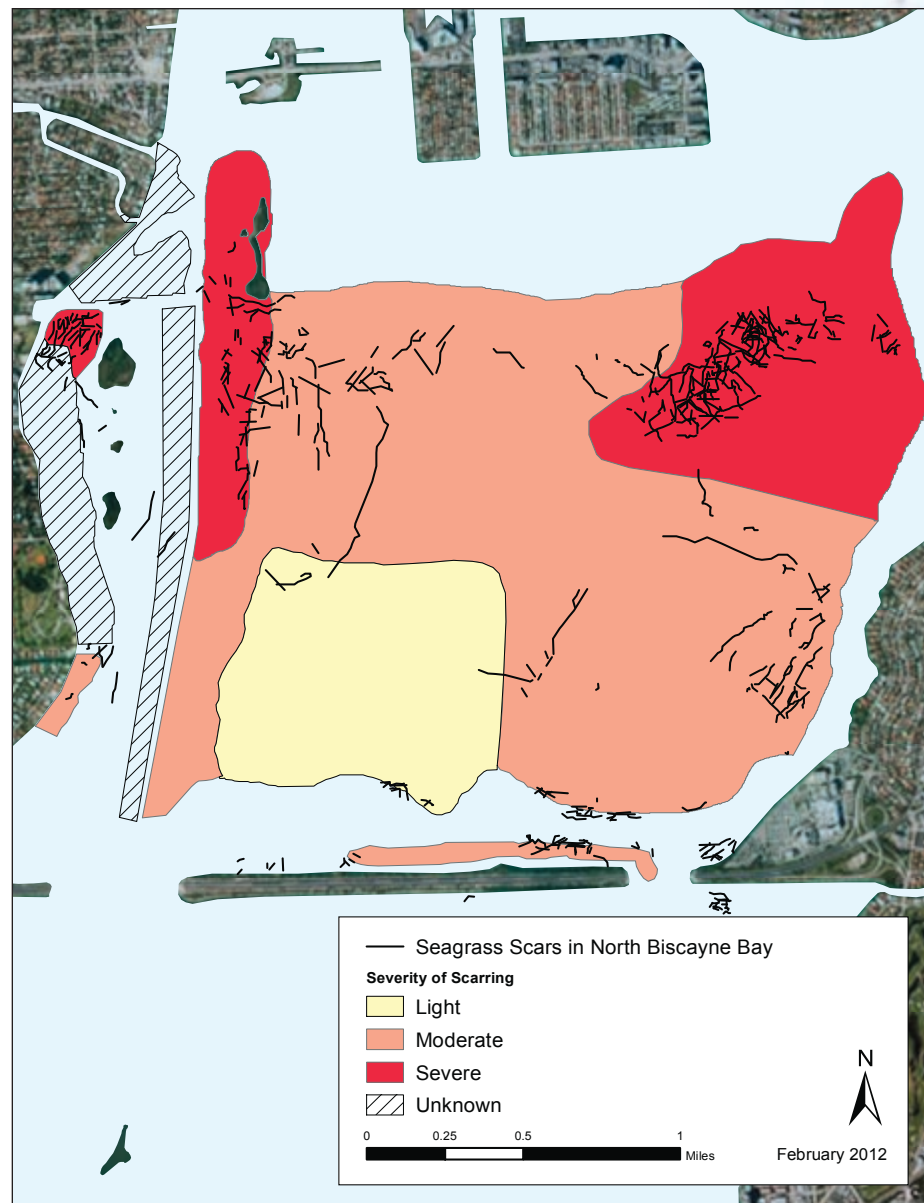 Seagrass Scars in North Biscayne Bay
Severity of Scarring
Light
Moderate
Severe
Unknown
N
0 0.25 0.5 1
Miles
February 2012